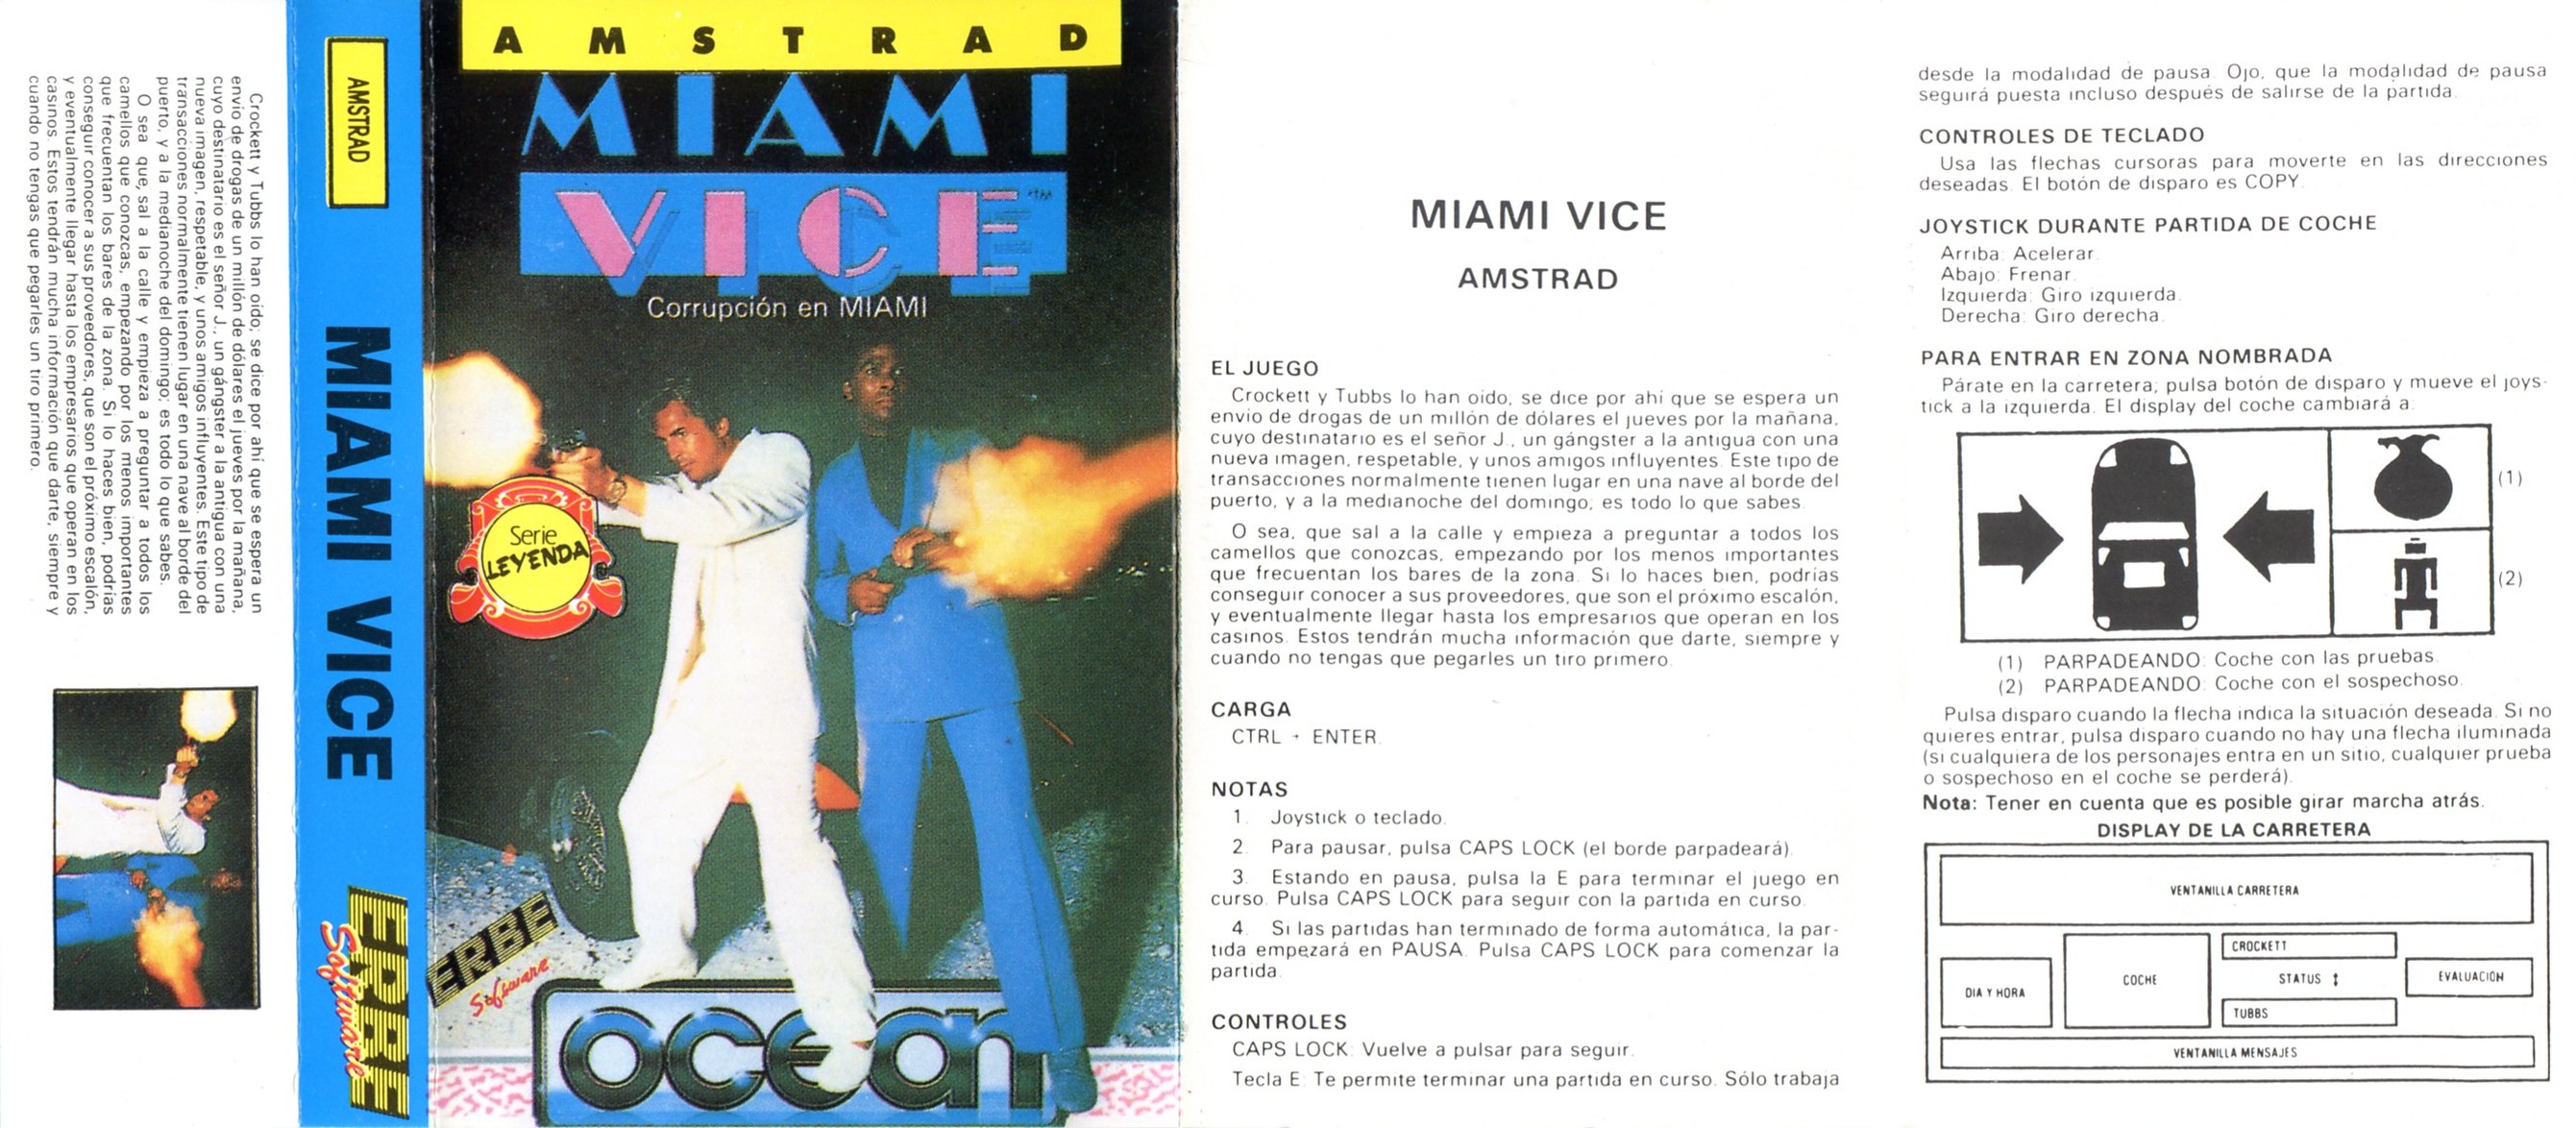 Crockett y Tubbs lo han oído; se dice por ahí que se espera un
envío de drogas de un millón de dólares el jueves por la mañana,
cuyo destinatario es el señor J., un gángster a la antigua con una
nueva imagen, respetable, y unos amigos influyentes. Este tipo de
transacciones normalmente tienen lugar en una nave al borde del
puerto, y a la medianoche del domingo; es todo lo que sabes.
O sea que, sal a la calle y empieza a preguntar a todos los
camellos que conozcas, empezando por los menos importantes
que frecuentan los bares de la zona. Si lo haces bien, podrías
conseguir conocer a sus proveedores, que son el próximo escalón,
y eventualmente llegar hasta los empresarios que operan en los
casinos. Estos tendrán mucha información que darte, siempre y
cuando no tengas que pegarles un tiro primero.
AMSTRAD
MIAMI VICE
ERBE
Software
AMSTRAD
MIAMI
VICE
Corrupción en MIAMI
Serie
LEYENDA
ERBE
Software
ocean
MIAMI VICE
AMSTRAD
EL JUEGO
Crockett y Tubbs lo han oido, se dice por ahi que se espera un
envio de drogas de un millón de dólares el jueves por la mañana,
cuyo destinatario es el señor J., un gángster a la antigua con una
nueva imagen, respetable, y unos amigos influyentes. Este tipo de
transacciones normalmente tienen lugar en una nave al borde del
puerto, y a la medianoche del domingo; es todo lo que sabes.
O sea, que sal a la calle y empieza a preguntar a todos los
camellos que conozcas, empezando por los menos importantes
que frecuentan los bares de la zona. Si lo haces bien, podrías
conseguir conocer a sus proveedores, que son el próximo escalón,
y eventualmente llegar hasta los empresarios que operan en los
casinos. Estos tendrán mucha información que darte, siempre y
cuando no tengas que pegarles un tiro primero.
CARGA
CTRL + ENTER.
NOTAS
1. Joystick o teclado.
2. Para pausar, pulsa CAPS LOCK (el borde parpadeará).
3. Estando en pausa, pulsa la E para terminar el juego en
curso. Pulsa CAPS LOCK para seguir con la partida en curso.
4. Si las partidas han terminado de forma automática, la par-
tida empezará en PAUSA. Pulsa CAPS LOCK para comenzar la
partida.
CONTROLES
CAPS LOCK: Vuelve a pulsar para seguir.
Tecla E: Te permite terminar una partida en curso. Sólo trabaja
desde la modalidad de pausa. Ojo, que la modalidad de pausa
seguirá puesta incluso después de salirse de la partida.
CONTROLES DE TECLADO
Usa las flechas cursoras para moverte en las direcciones
deseadas. El botón de disparo es COPY.
JOYSTICK DURANTE PARTIDA DE COCHE
Arriba: Acelerar.
Abajo: Frenar.
Izquierda: Giro izquierda.
Derecha: Giro derecha.
PARA ENTRAR EN ZONA NOMBRADA
Párate en la carretera; pulsa botón de disparo y mueve el joys-
tick a la izquierda. El display del coche cambiará a:
(1)
(2)
(1) PARPADEANDO: Coche con las pruebas.
(2) PARPADEANDO: Coche con el sospechoso.
Pulsa disparo cuando la flecha indica la situación deseada. Si no
quieres entrar, pulsa disparo cuando no hay una flecha iluminada
(si cualquiera de los personajes entra en un sitio, cualquier prueba
o sospechoso en el coche se perderá).
Nota: Tener en cuenta que es posible girar marcha atrás.
DISPLAY DE LA CARRETERA
VENTANILLA CARRETERA
DIA Y HORA
COCHE
CROCKETT
STATUS
TUBBS
EVALUACIÓN
VENTANILLA MENSAJES